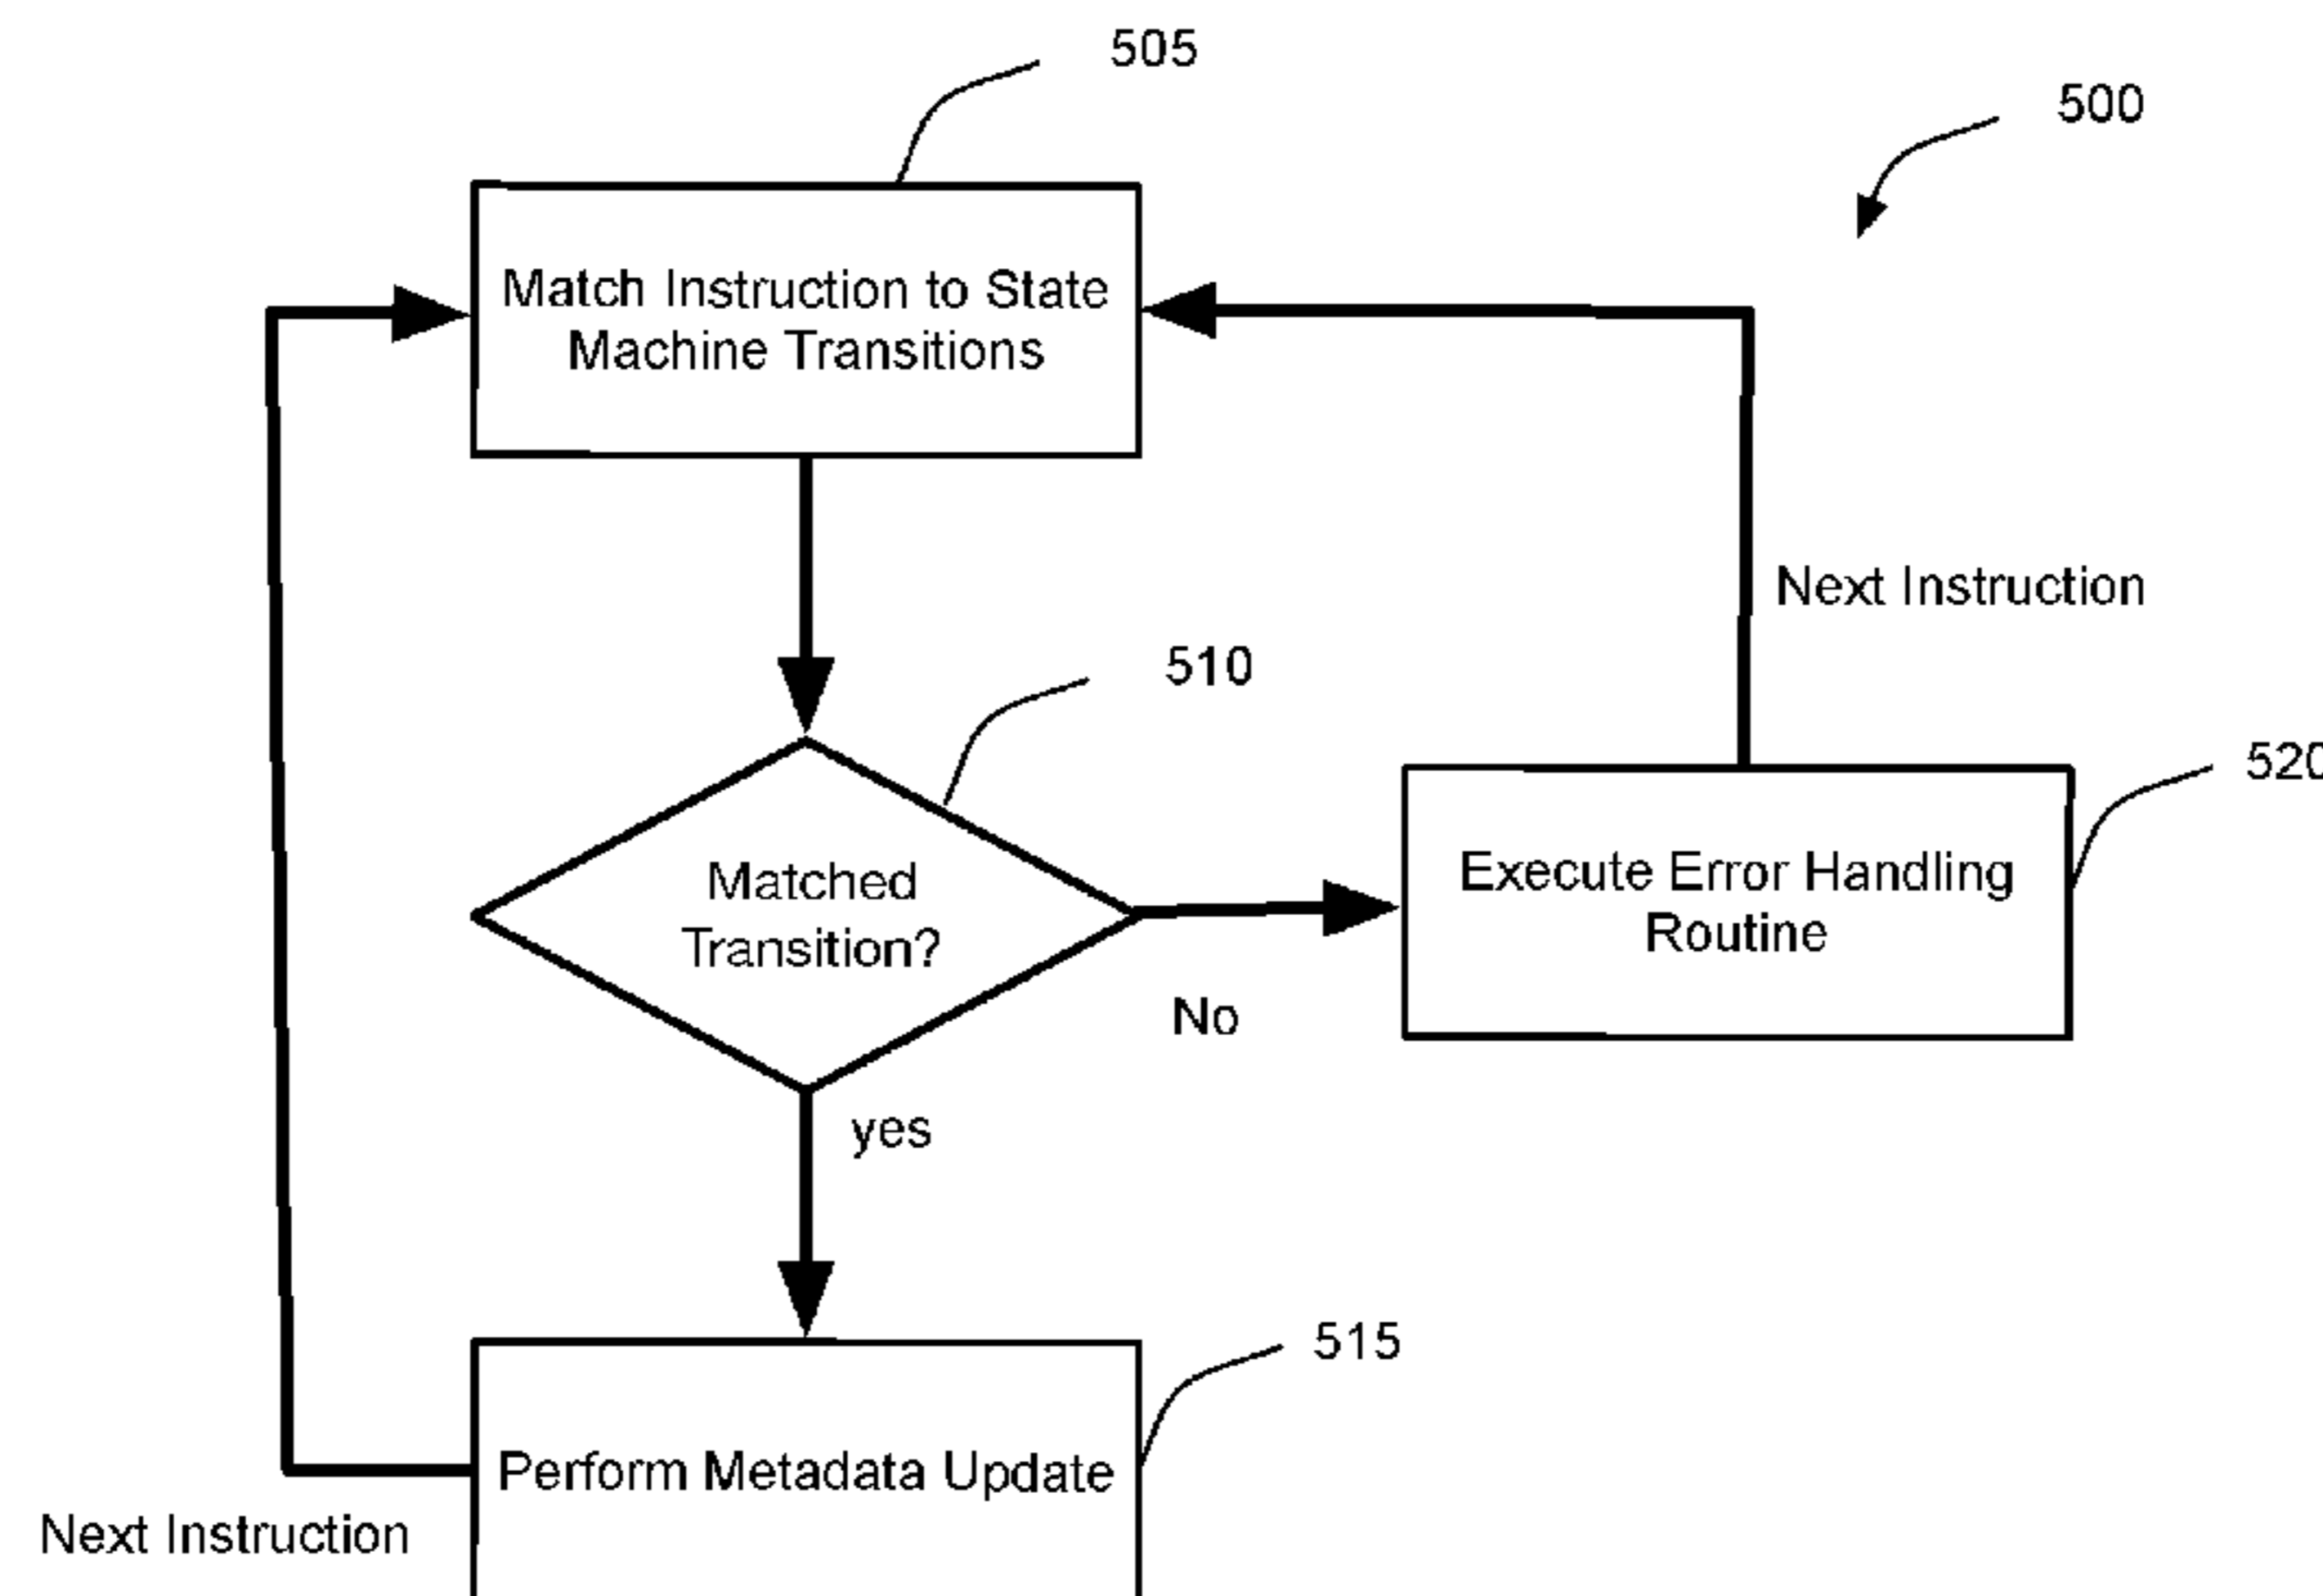 505
500
Match Instruction to State
Machine Transitions
Next Instruction
510
520
Matched
Transition?
Execute Error Handling
Routine
No
yes
515
Perform Metadata Update
Next Instruction